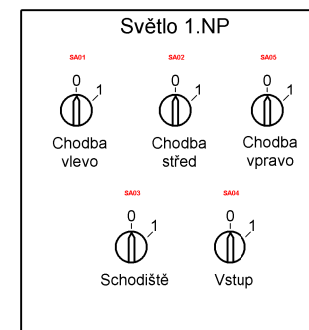 Světlo 1.NP
SA01 SA02 SA05
0 1 0 1 0 1
Chodba Chodba Chodba
vlevo střed vpravo
SA03 SA04
0 1 0 1
Schodiště Vstup